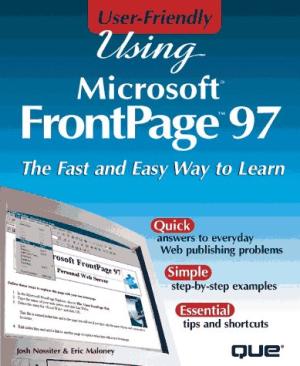 User-Friendly
Using
Microsoft®
FrontPage™ 97
The Fast and Easy Way to Learn
Quick
answers to everyday
Web publishing problems
Simple
step-by-step examples
Essential
tips and shortcuts
rosoft FrontPage 97
Personal Web Server
Josh Nossiter & Eric Maloney
QUE®